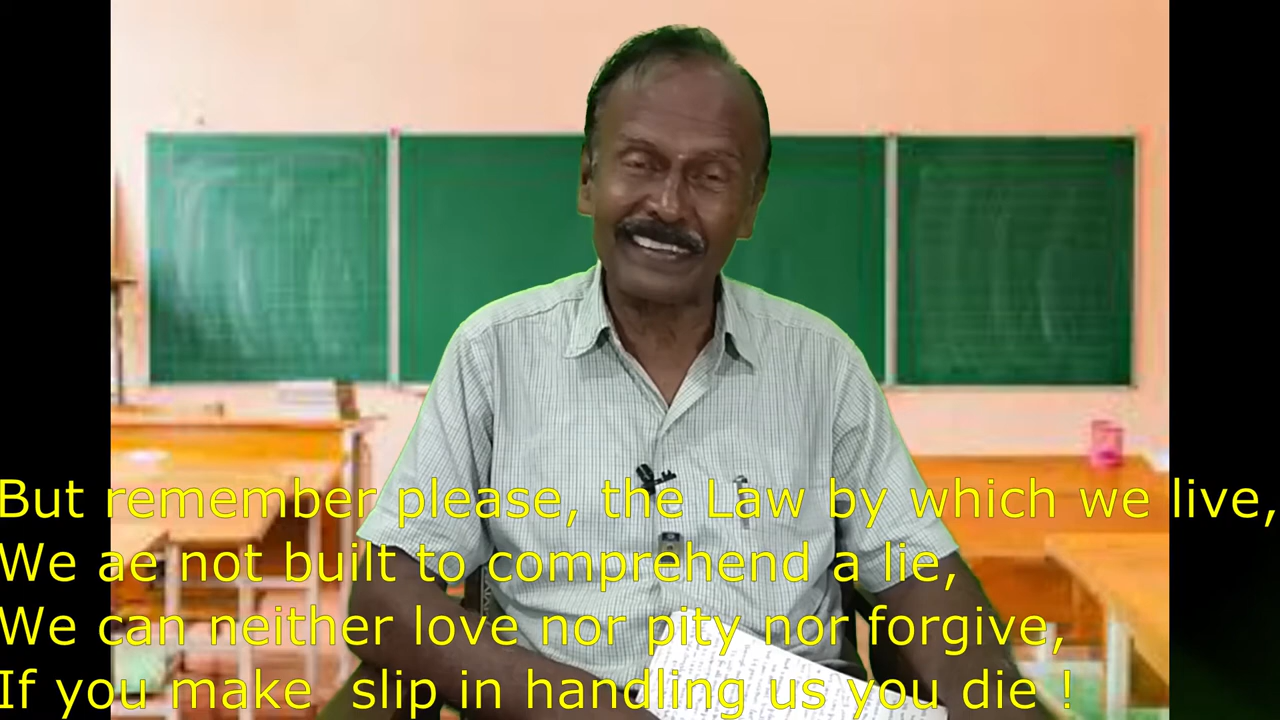 But remember please, the Law by which we live,
We ae not built to comprehend a lie,
We can neither love nor pity nor forgive,
If you make  slip in handling us you die !